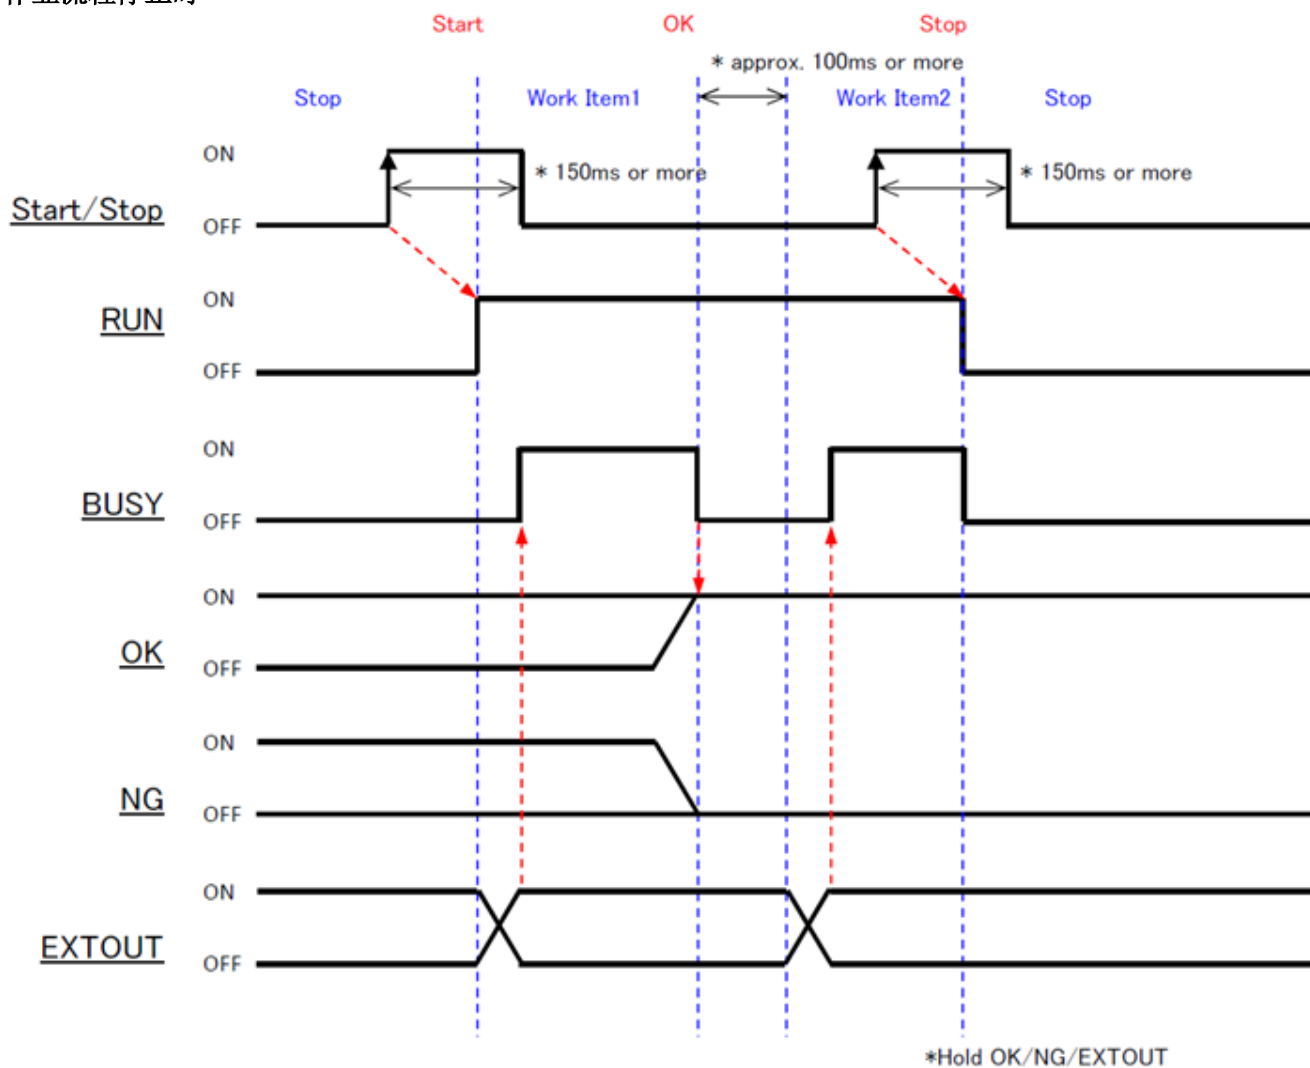 Start OK Stop
* approx. 100ms or more
Stop Work Item1 Work Item2 Stop
ON
* 150ms or more * 150ms or more
Start/Stop
OFF
ON
RUN
OFF
ON
BUSY
OFF
ON
OK
OFF
ON
NG
OFF
ON
EXTOUT
OFF
*Hold OK/NG/EXTOUT